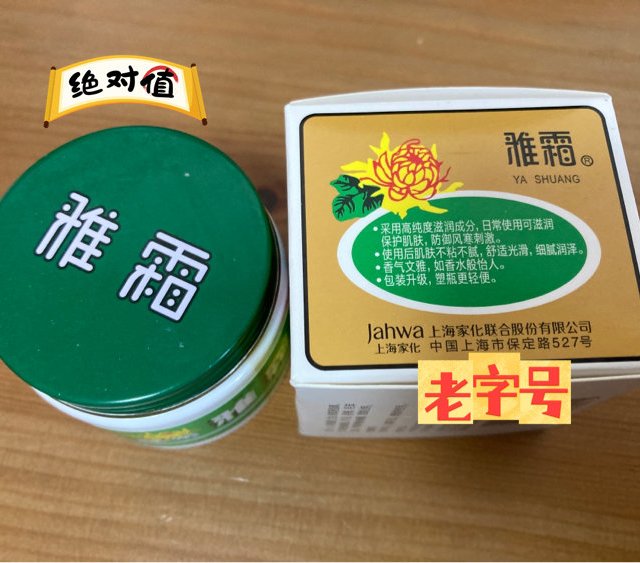 绝对值
雅霜
雅霜®
YA SHUANG
•采用高纯度滋润成分,日常使用可滋润
保护肌肤,防御风寒刺激。
•使用后肌肤不粘不腻,舒适光滑,细腻润泽。
•香气文雅,如香水般怡人。
•包装升级,塑瓶更轻便。
Jahwa 上海家化联合股份有限公司
上海家化 中国上海市保定路527号
老字号